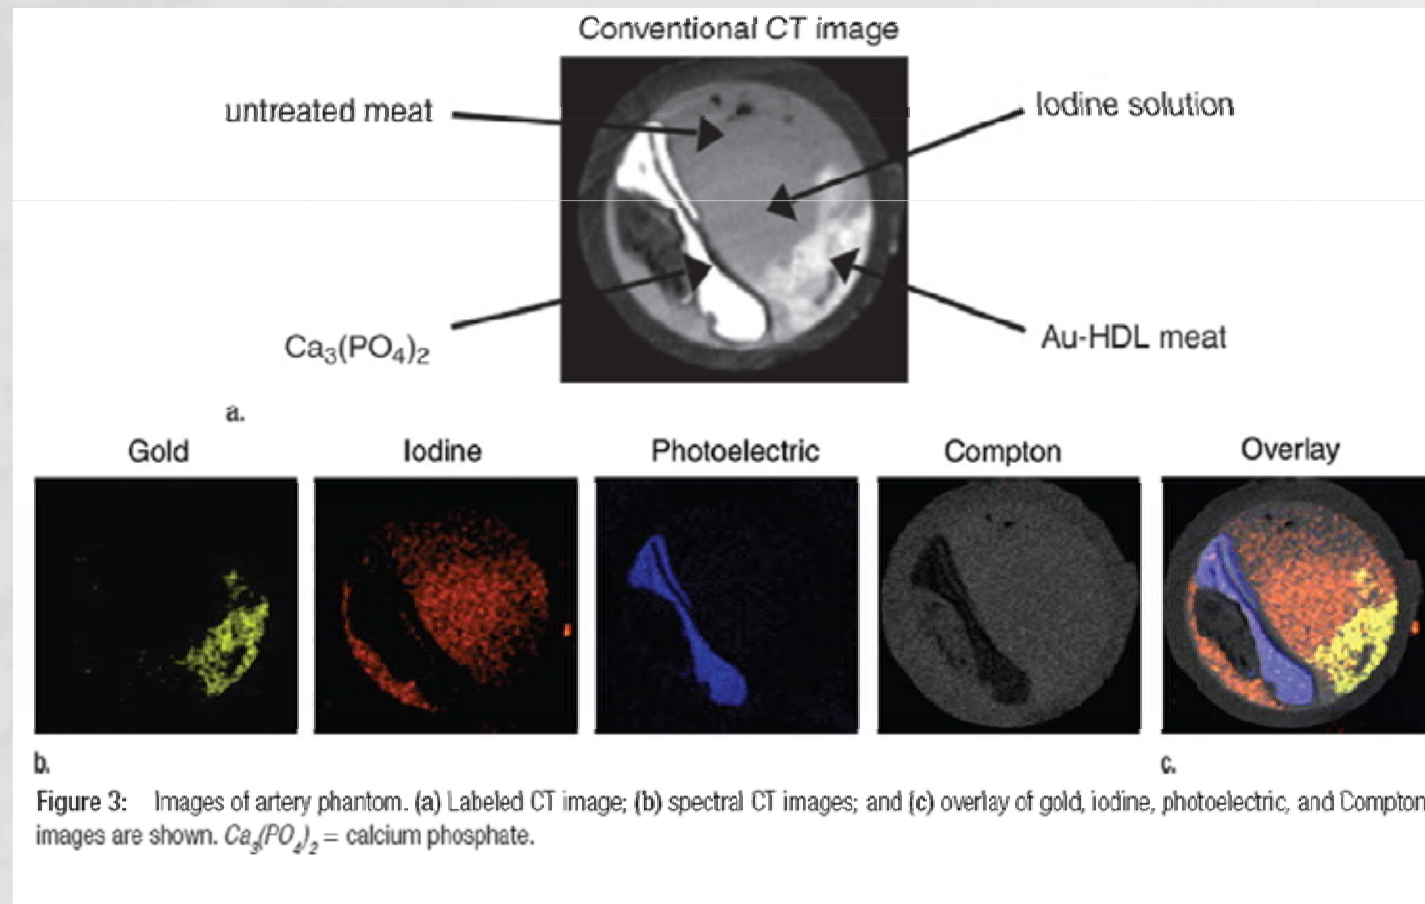 Conventional CT image
untreated meat
Iodine solution
Ca3(PO4)2
Au-HDL meat
a.
Gold
Iodine
Photoelectric
Compton
Overlay
b.
c.
Figure 3: Images of artery phantom. (a) Labeled CT image; (b) spectral CT images; and (c) overlay of gold, iodine, photoelectric, and Compton
images are shown. Ca3(PO4)2 = calcium phosphate.